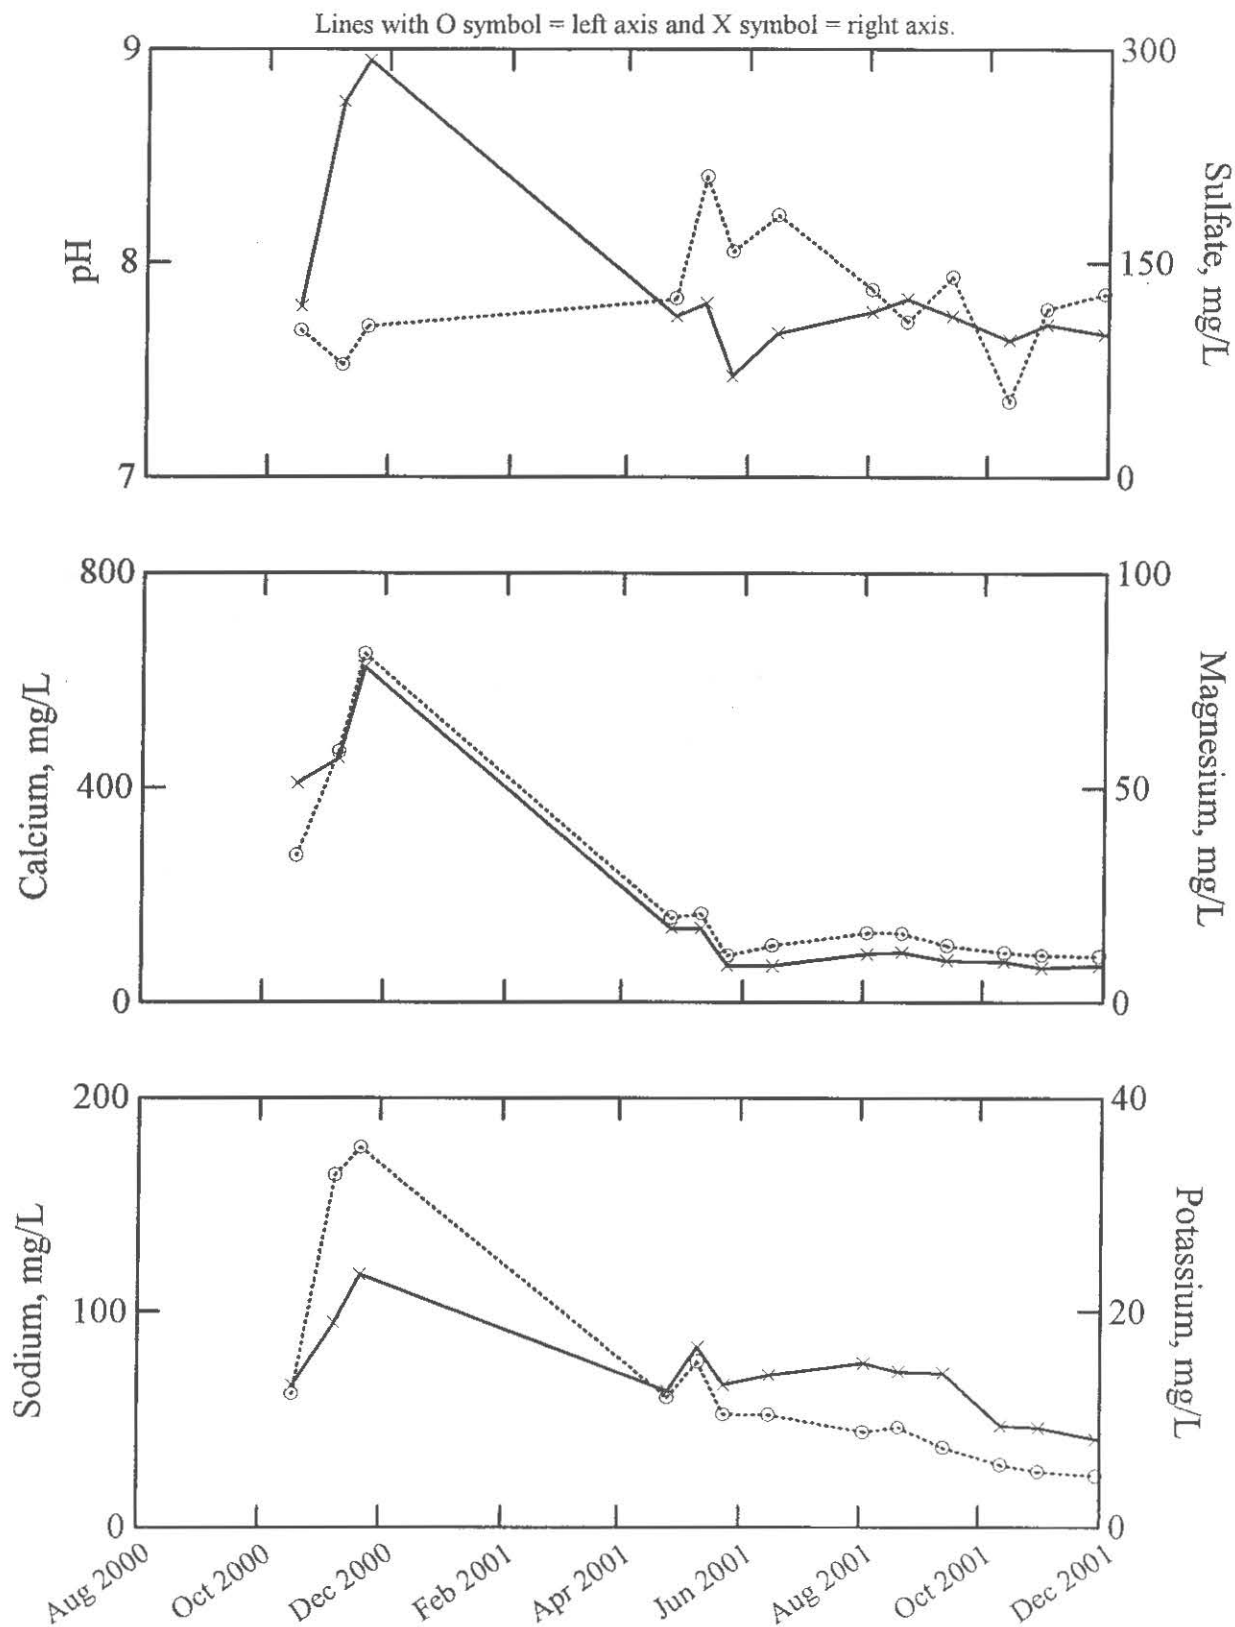 Lines with O symbol = left axis and X symbol = right axis.
9
8
7
pH
300
150
0
Sulfate, mg/L
800
400
0
Calcium, mg/L
100
50
0
Magnesium, mg/L
200
100
0
Sodium, mg/L
40
20
0
Potassium, mg/L
Aug 2000
Oct 2000
Dec 2000
Feb 2001
Apr 2001
Jun 2001
Aug 2001
Oct 2001
Dec 2001